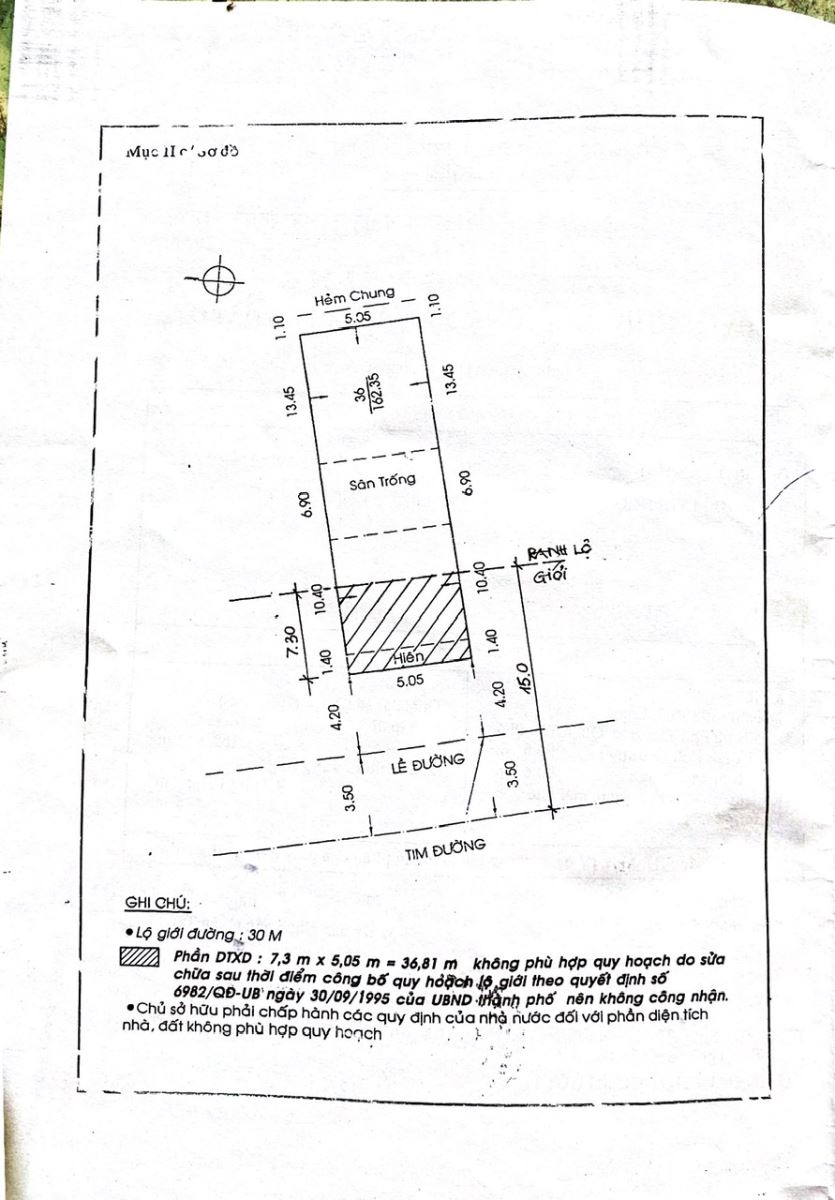 Mục II
Hẻm Chung
1.10
5.05
1.10
13.45
36
162.35
13.45
Sân Trống
6.90
6.90
RANH LỘ
GIỚI
10.40
10.40
7.30
1.40
Hiên
1.40
5.05
4.20
4.20
15.0
LỀ ĐƯỜNG
3.50
3.50
TIM ĐƯỜNG
GHI CHÚ:
• Lộ giới đường : 30 M
Phần DTXD : 7,3 m x 5,05 m = 36,81 m không phù hợp quy hoạch do sửa
chữa sau thời điểm công bố quy hoạch lộ giới theo quyết định số
6982/QĐ-UB ngày 30/09/1995 của UBND thành phố nên không công nhận.
• Chủ sở hữu phải chấp hành các quy định của nhà nước đối với phần diện tích
nhà, đất không phù hợp quy hoạch